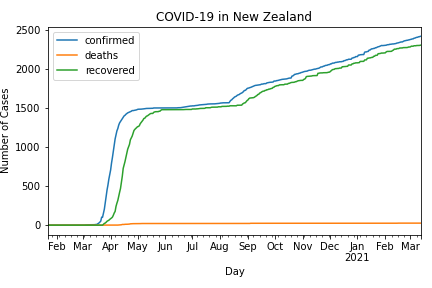 COVID-19 in New Zealand
confirmed
deaths
recovered
Number of Cases
2500
2000
1500
1000
500
0
Feb Mar Apr May Jun Jul Aug Sep Oct Nov Dec Jan Feb Mar
2021
Day